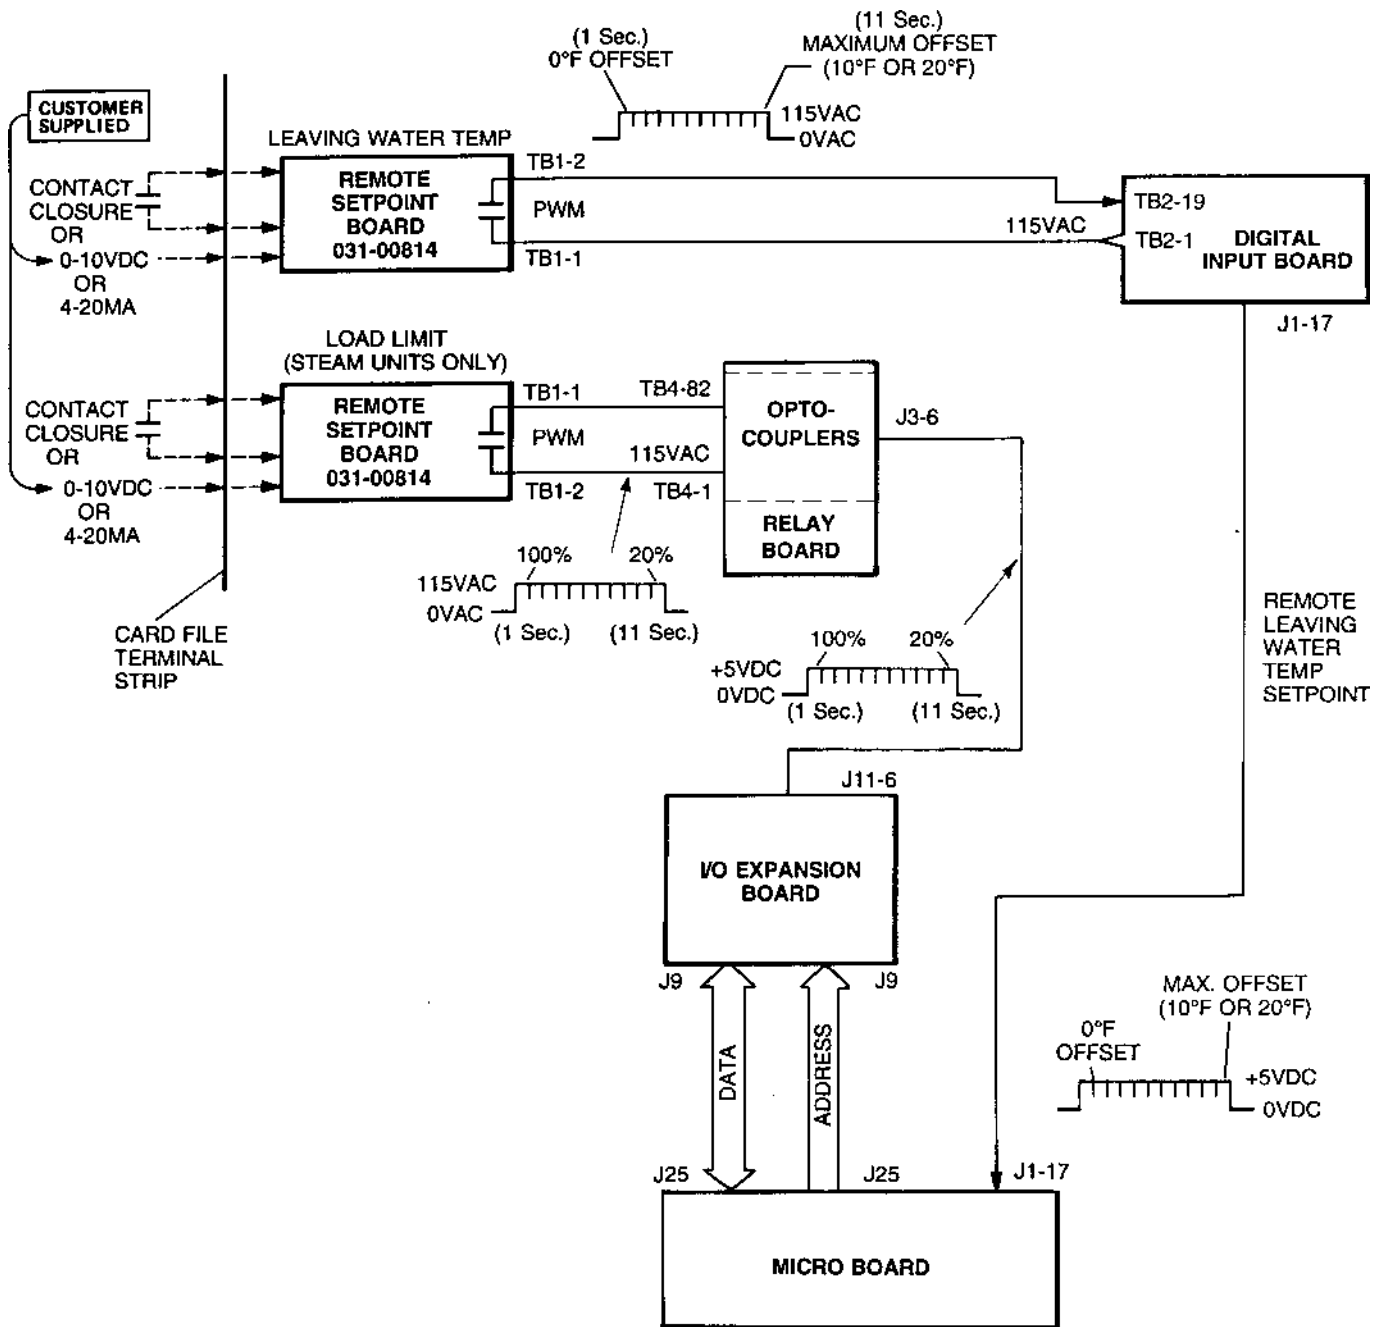 (1 Sec.)
0°F OFFSET
(11 Sec.)
MAXIMUM OFFSET
(10°F OR 20°F)
115VAC
0VAC
CUSTOMER
SUPPLIED
LEAVING WATER TEMP
CONTACT
CLOSURE
OR
0-10VDC
OR
4-20MA
REMOTE
SETPOINT
BOARD
031-00814
TB1-2
PWM
TB1-1
115VAC
TB2-19
TB2-1
DIGITAL
INPUT BOARD
J1-17
LOAD LIMIT
(STEAM UNITS ONLY)
CONTACT
CLOSURE
OR
0-10VDC
OR
4-20MA
REMOTE
SETPOINT
BOARD
031-00814
TB1-1
PWM
TB1-2
TB4-82
115VAC
TB4-1
OPTO-
COUPLERS
RELAY
BOARD
J3-6
100%
20%
115VAC
0VAC
(1 Sec.)
(11 Sec.)
CARD FILE
TERMINAL
STRIP
100%
20%
+5VDC
0VDC
(1 Sec.)
(11 Sec.)
REMOTE
LEAVING
WATER
TEMP
SETPOINT
J11-6
I/O EXPANSION
BOARD
J9
J9
DATA
ADDRESS
MAX. OFFSET
(10°F OR 20°F)
0°F
OFFSET
+5VDC
0VDC
J25
J25
J1-17
MICRO BOARD